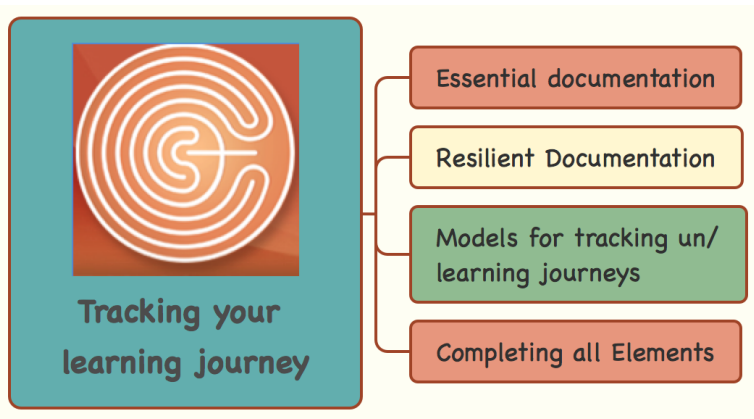 Tracking your
learning journey
Essential documentation
Resilient Documentation
Models for tracking un/
learning journeys
Completing all Elements